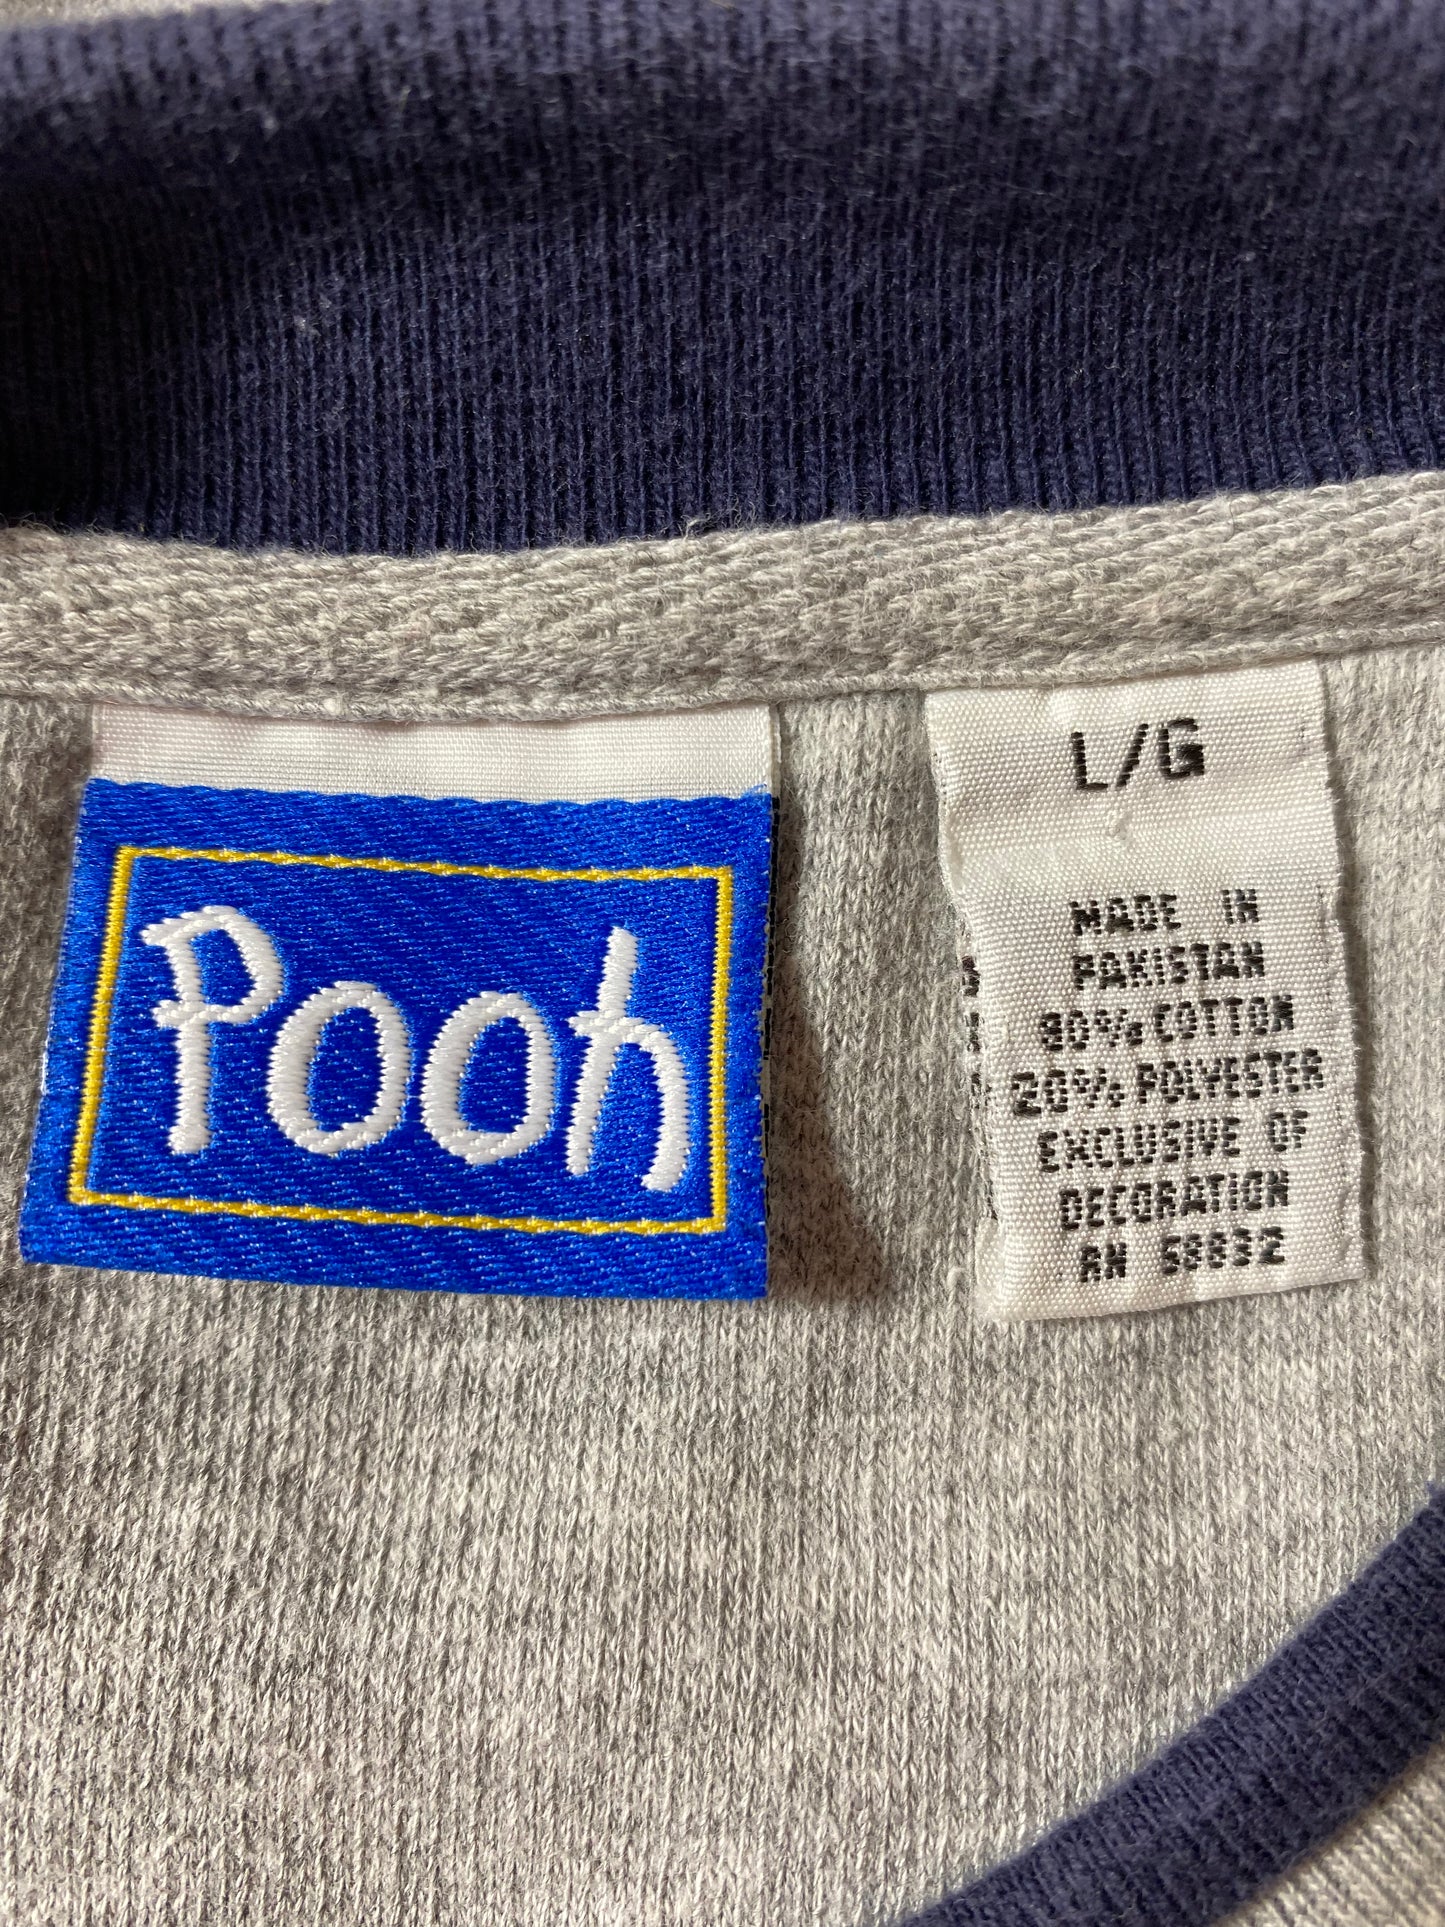 Pooh
L/G
MADE IN
PAKISTAN
80% COTTON
20% POLYESTER
EXCLUSIVE OF
DECORATION
RN 58832